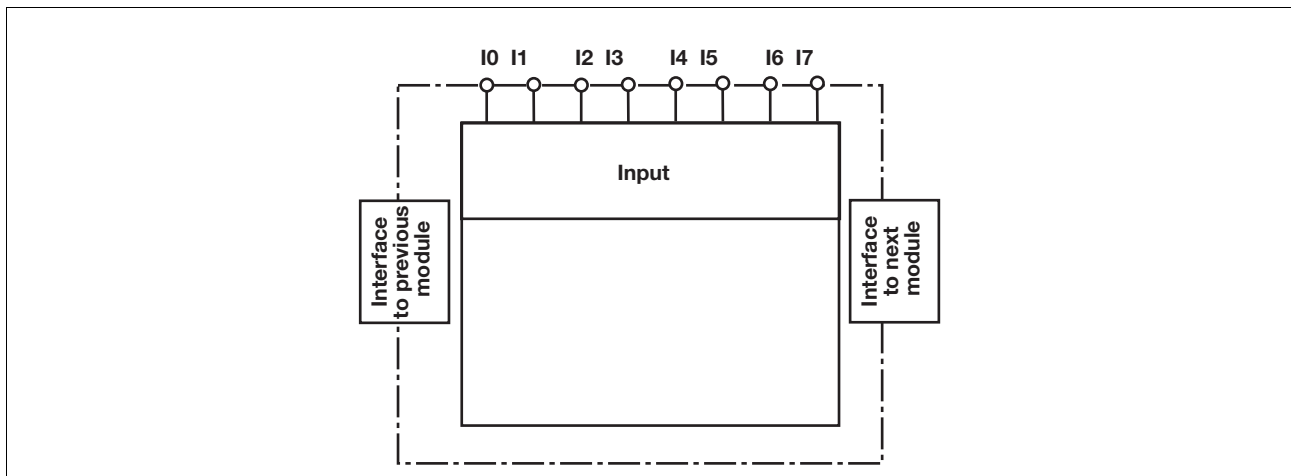 I0 I1 I2 I3 I4 I5 I6 I7
Input
Interface
to previous
module
Interface
to next
module